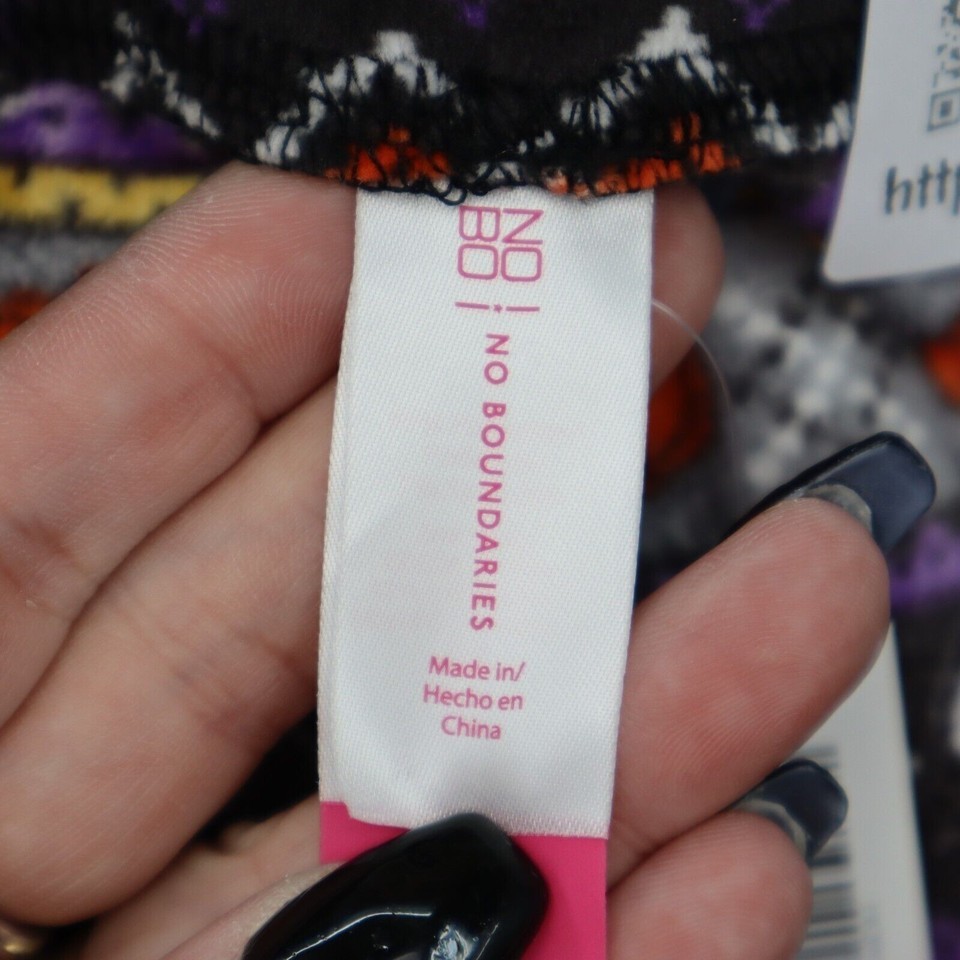 NO
BO
NO BOUNDARIES
Made in/
Hecho en
China
http